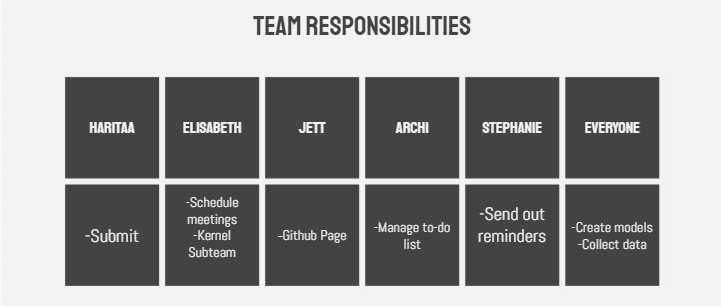 TEAM RESPONSIBILITIES
HARITAA
ELISABETH
JETT
ARCHI
STEPHANIE
EVERYONE
-Submit
-Schedule
meetings
-Kernel
Subteam
-Github Page
-Manage to-do
list
-Send out
reminders
-Create models
-Collect data